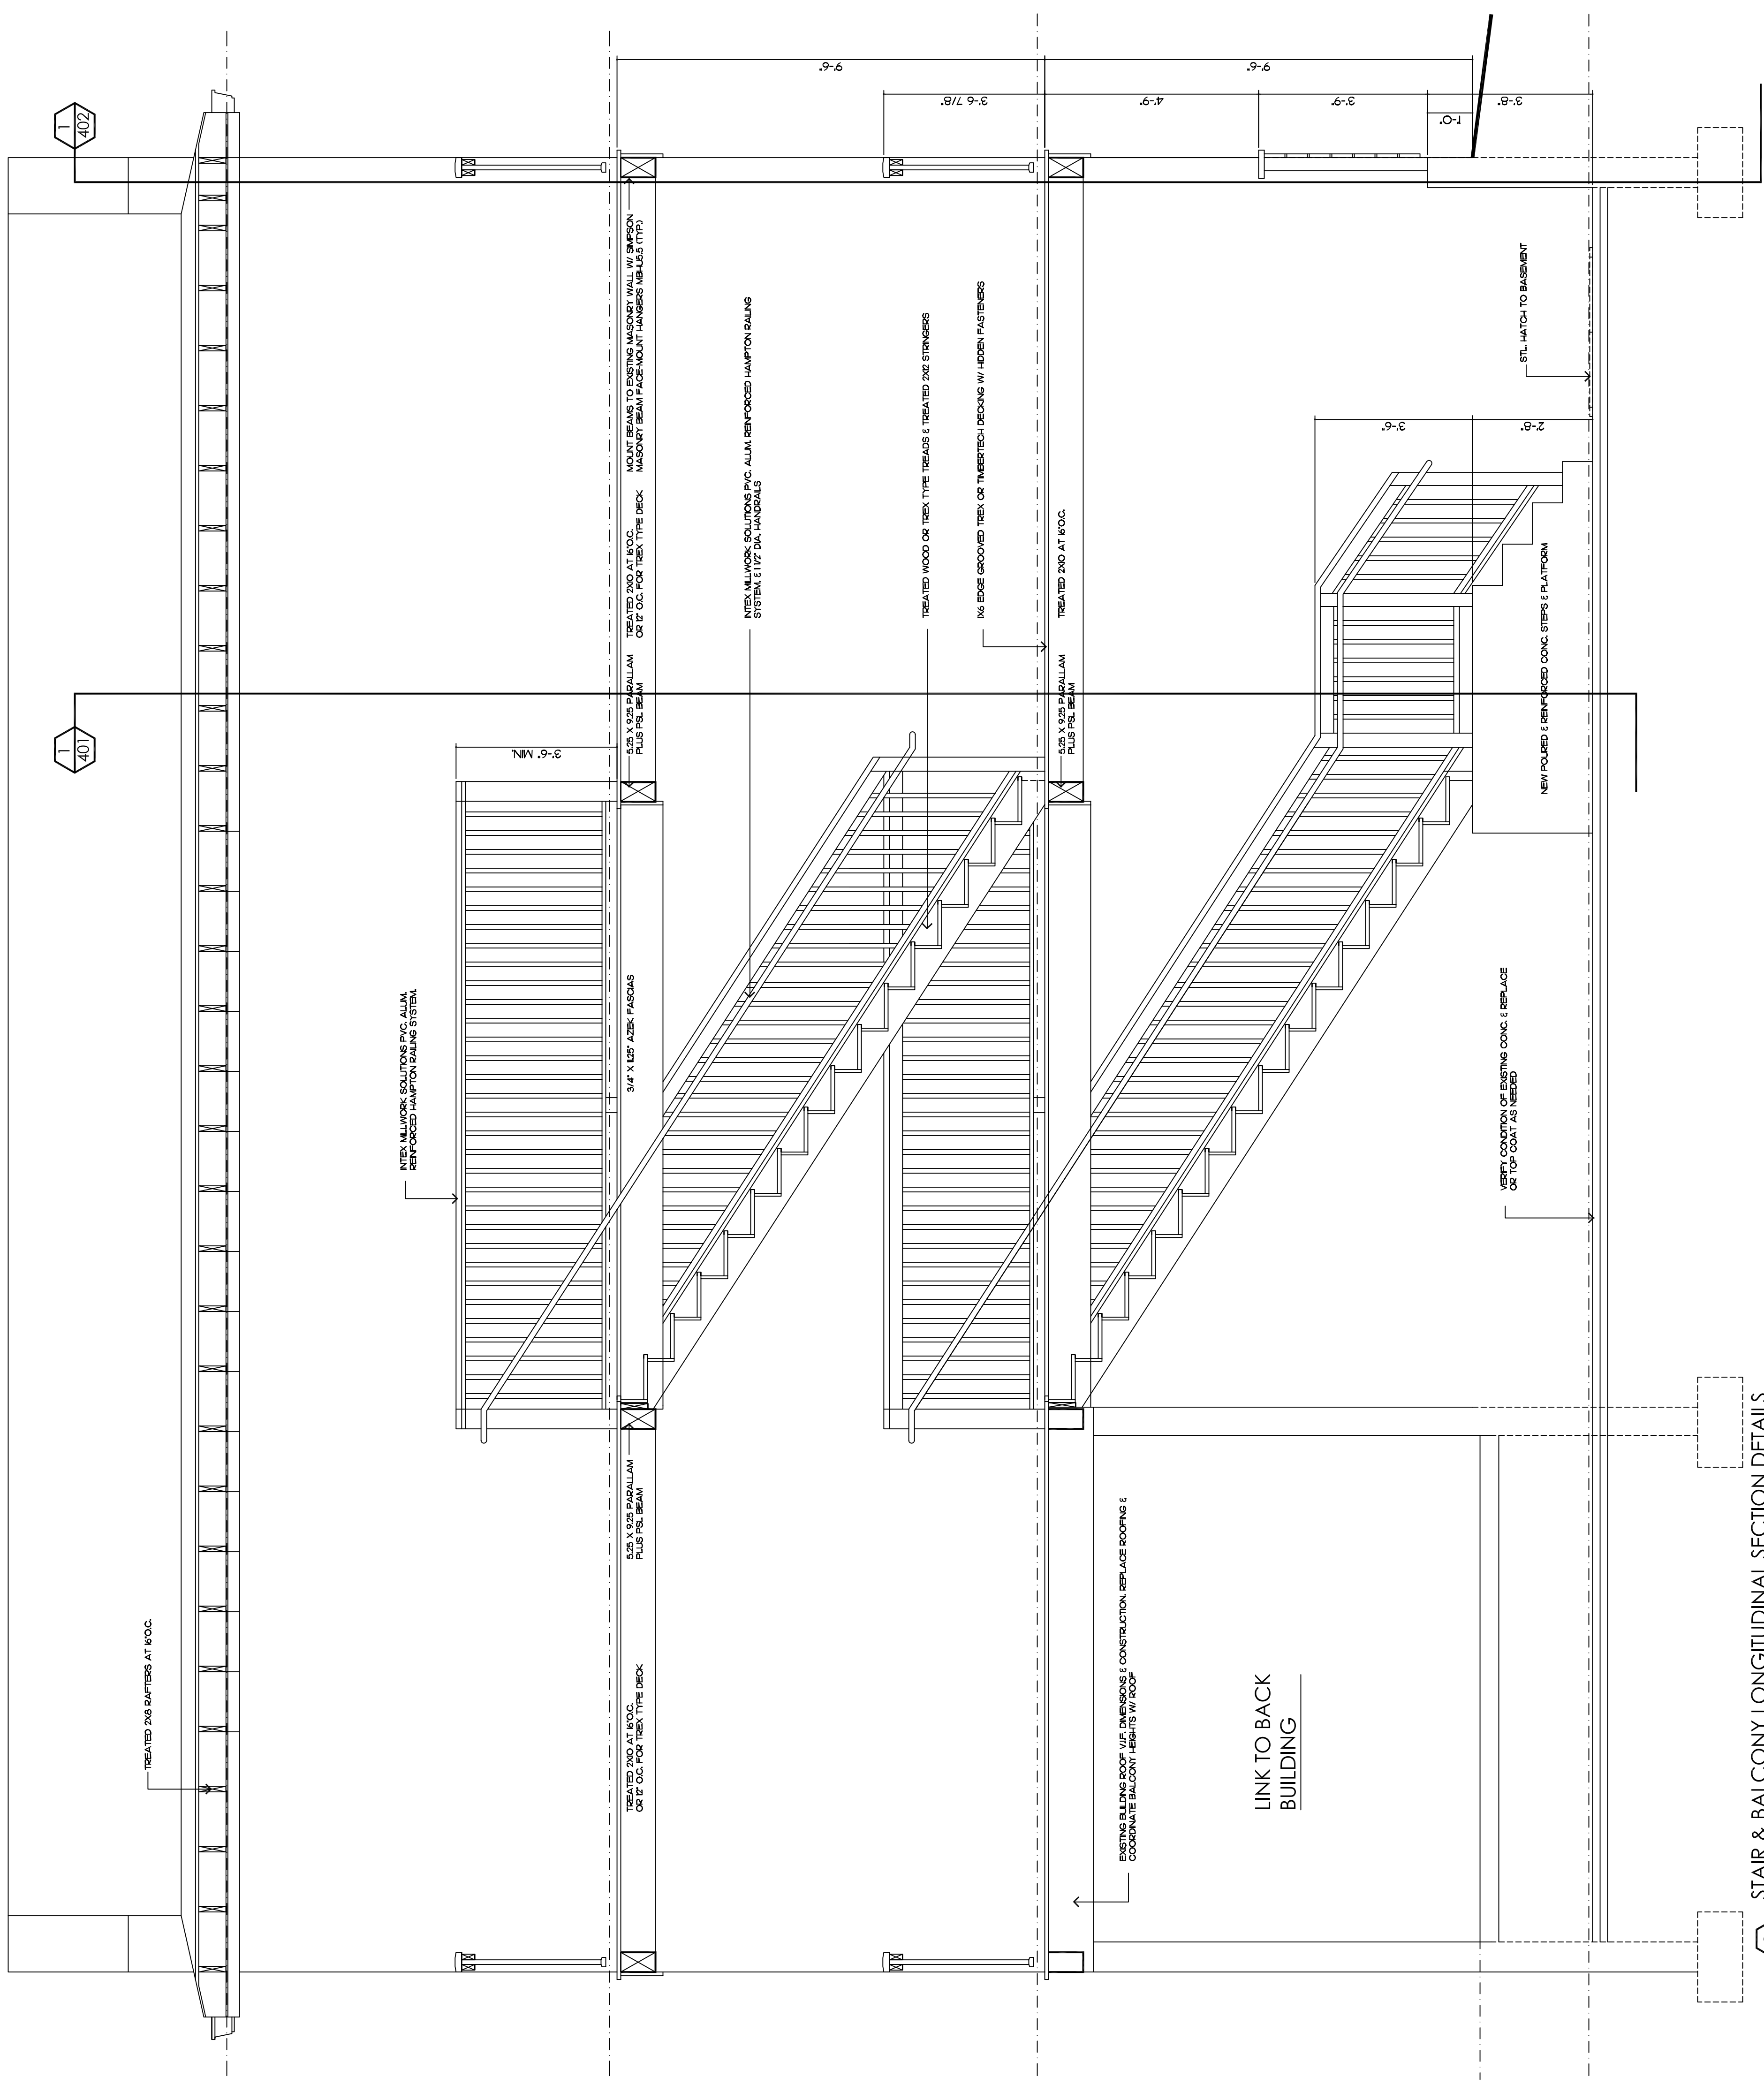 1
402
1
401
9'-6"
9'-6"
3'-6 7/8"
4'-9"
3'-9"
1'-0"
3'-8"
TREATED 2X8 RAFTERS AT 16"O.C.
INTEX MILLWORK SOLUTIONS PVC. ALUM.
REINFORCED HAMPTON RAILING SYSTEM.
3'-6" MIN.
TREATED 2X10 AT 16"O.C.
OR 12" O.C. FOR TREX TYPE DECK
5.25 X 9.25 PARALLAM
PLUS PSL BEAM
3/4" X 11.25" AZEK FASCIAS
5.25 X 9.25 PARALLAM
PLUS PSL BEAM
TREATED 2X10 AT 16"O.C.
OR 12" O.C. FOR TREX TYPE DECK
MOUNT BEAMS TO EXISTING MASONRY WALL W/ SIMPSON
MASONRY BEAM FACE-MOUNT HANGERS MBHU5.5 (TYP.)
INTEX MILLWORK SOLUTIONS PVC. ALUM. REINFORCED HAMPTON RAILING
SYSTEM. & 1 1/2" DIA. HANDRAILS
TREATED WOOD OR TREX TYPE TREADS & TREATED 2X12 STRINGERS
1X6 EDGE GROOVED TREX OR TIMBERTECH DECKING W/ HIDDEN FASTENERS
5.25 X 9.25 PARALLAM
PLUS PSL BEAM
TREATED 2X10 AT 16"O.C.
EXISTING BUILDING ROOF V.I.F. DIMENSIONS & CONSTRUCTION. REPLACE ROOFING &
COORDINATE BALCONY HEIGHTS W/ ROOF
LINK TO BACK
BUILDING
3'-6"
2'-8"
STL. HATCH TO BASEMENT
NEW POURED & REINFORCED CONC. STEPS & PLATFORM
VERIFY CONDITION OF EXISTING CONC. & REPLACE
OR TOP COAT AS NEEDED
STAIR & BALCONY LONGITUDINAL SECTION DETAILS